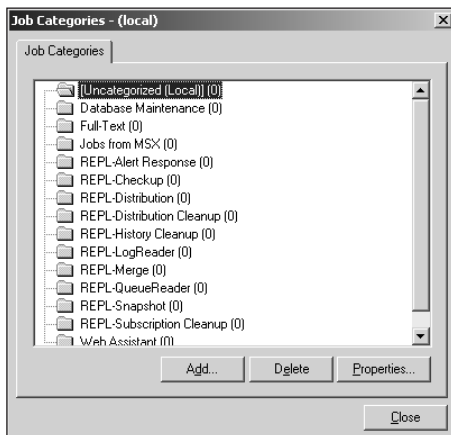 Job Categories - (local)
Job Categories
[Uncategorized (Local)] (0)
Database Maintenance (0)
Full-Text (0)
Jobs from MSX (0)
REPL-Alert Response (0)
REPL-Checkup (0)
REPL-Distribution (0)
REPL-Distribution Cleanup (0)
REPL-History Cleanup (0)
REPL-LogReader (0)
REPL-Merge (0)
REPL-QueueReader (0)
REPL-Snapshot (0)
REPL-Subscription Cleanup (0)
Web Assistant (0)
Add... Delete Properties...
Close